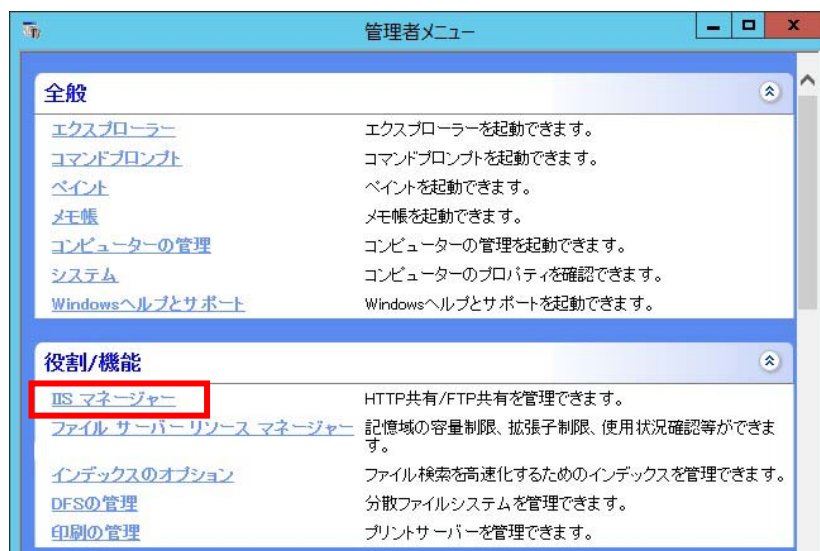 管理者メニュー
全般
エクスプローラー エクスプローラーを起動できます。
コマンドプロンプト コマンドプロンプトを起動できます。
ペイント ペイントを起動できます。
メモ帳 メモ帳を起動できます。
コンピューターの管理 コンピューターの管理を起動できます。
システム コンピューターのプロパティを確認できます。
Windowsヘルプとサポート Windowsヘルプとサポートを起動できます。
役割/機能
IIS マネージャー HTTP共有/FTP共有を管理できます。
ファイル サーバー リソース マネージャー 記憶域の容量制限、拡張子制限、使用状況確認等ができま
す。
インデックスのオプション ファイル検索を高速化するためのインデックスを管理できます。
DFSの管理 分散ファイルシステムを管理できます。
印刷の管理 プリントサーバーを管理できます。